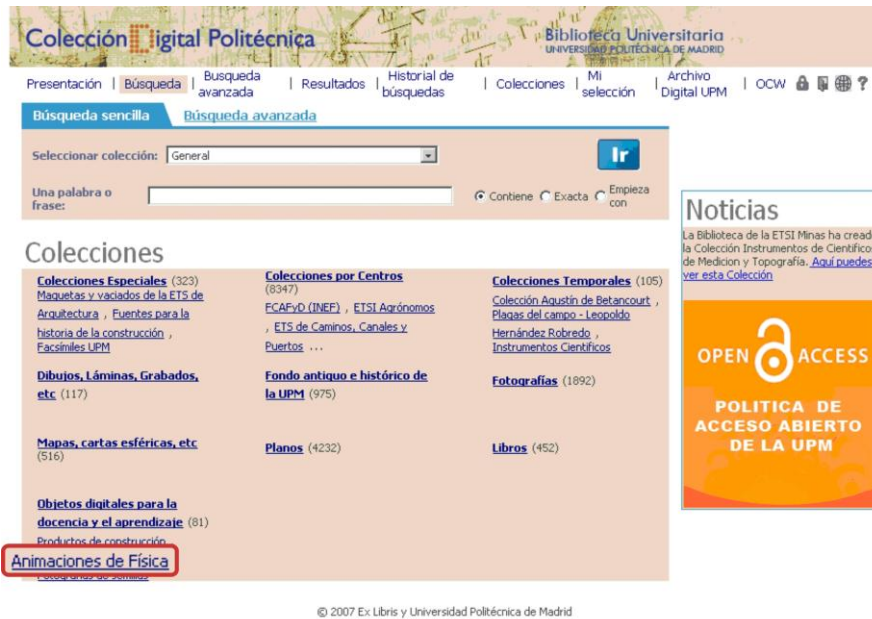 Colección Digital Politécnica
Biblioteca Universitaria
UNIVERSIDAD POLITÉCNICA DE MADRID
Presentación | Búsqueda | Busqueda avanzada | Resultados | Historial de búsquedas | Colecciones | Mi selección | Archivo Digital UPM | OCW ?
Búsqueda sencilla Búsqueda avanzada
Seleccionar colección: General
Ir
Una palabra o frase: Contiene Exacta Empieza con
Noticias
La Biblioteca de la ETSI Minas ha cread
la Colección Instrumentos de Científico
de Medicion y Topografía. Aquí puedes
ver esta Colección
Colecciones
Colecciones Especiales (323)
Maquetas y vaciados de la ETS de
Arquitectura , Fuentes para la
historia de la construcción ,
Facsímiles UPM
Colecciones por Centros
(8347)
FCAFyD (INEF) , ETSI Agrónomos
, ETS de Caminos, Canales y
Puertos ...
Colecciones Temporales (105)
Colección Agustín de Betancourt ,
Plagas del campo - Leopoldo
Hernández Robredo ,
Instrumentos Científicos
Dibujos, Láminas, Grabados,
etc (117)
Fondo antiguo e histórico de
la UPM (975)
Fotografías (1892)
Mapas, cartas esféricas, etc
(516)
Planos (4232)
Libros (452)
Objetos digitales para la
docencia y el aprendizaje (81)
Productos de construcción
Animaciones de Física
OPEN ACCESS
POLITICA DE
ACCESO ABIERTO
DE LA UPM
© 2007 Ex Libris y Universidad Politécnica de Madrid